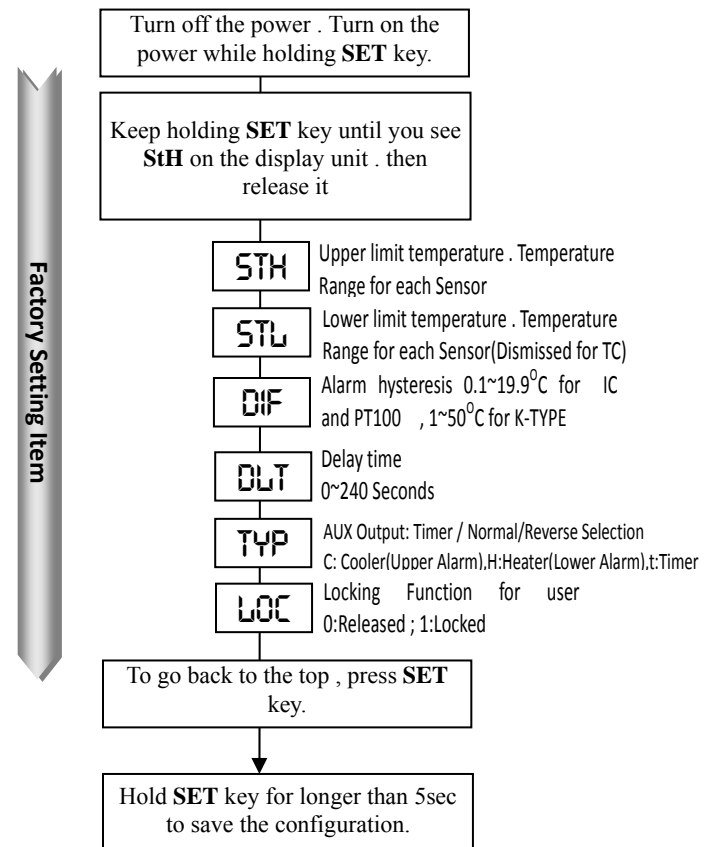 Turn off the power . Turn on the
power while holding SET key.
Keep holding SET key until you see
StH on the display unit . then
release it
Factory Setting Item
STH
Upper limit temperature . Temperature
Range for each Sensor
STL
Lower limit temperature . Temperature
Range for each Sensor(Dismissed for TC)
DIF
Alarm hysteresis 0.1~19.9⁰C for IC
and PT100 , 1~50⁰C for K-TYPE
DLT
Delay time
0~240 Seconds
TYP
AUX Output: Timer / Normal/Reverse Selection
C: Cooler(Upper Alarm),H:Heater(Lower Alarm),t:Timer
LOC
Locking Function for user
0:Released ; 1:Locked
To go back to the top , press SET
key.
Hold SET key for longer than 5sec
to save the configuration.